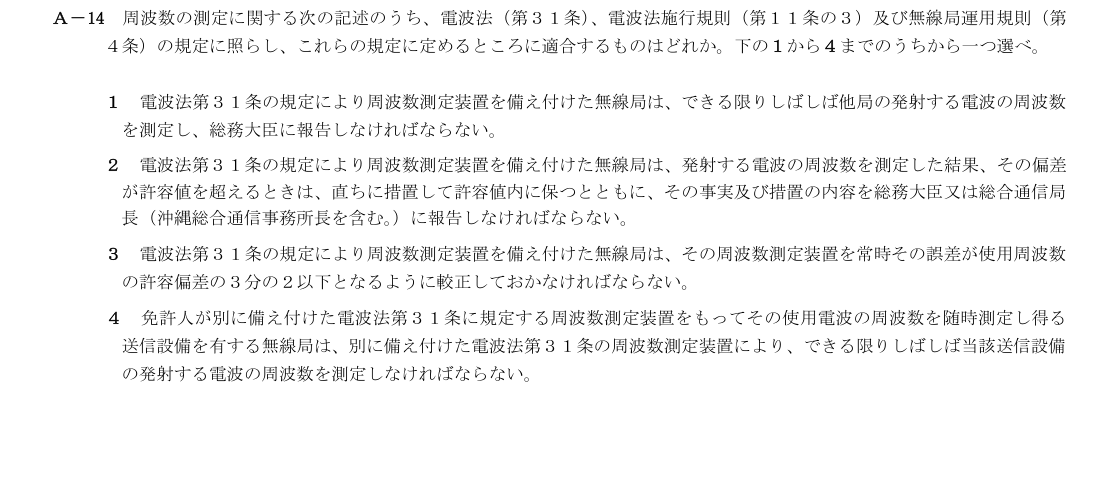 A－14　周波数の測定に関する次の記述のうち、電波法（第３１条）、電波法施行規則（第１１条の３）及び無線局運用規則（第
４条）の規定に照らし、これらの規定に定めるところに適合するものはどれか。下の１から４までのうちから一つ選べ。
１　電波法第３１条の規定により周波数測定装置を備え付けた無線局は、できる限りしばしば他局の発射する電波の周波数
を測定し、総務大臣に報告しなければならない。
２　電波法第３１条の規定により周波数測定装置を備え付けた無線局は、発射する電波の周波数を測定した結果、その偏差
が許容値を超えるときは、直ちに措置して許容値内に保つとともに、その事実及び措置の内容を総務大臣又は総合通信局
長（沖縄総合通信事務所長を含む。）に報告しなければならない。
３　電波法第３１条の規定により周波数測定装置を備え付けた無線局は、その周波数測定装置を常時その誤差が使用周波数
の許容偏差の３分の２以下となるように較正しておかなければならない。
４　免許人が別に備え付けた電波法第３１条に規定する周波数測定装置をもってその使用電波の周波数を随時測定し得る
送信設備を有する無線局は、別に備え付けた電波法第３１条の周波数測定装置により、できる限りしばしば当該送信設備
の発射する電波の周波数を測定しなければならない。